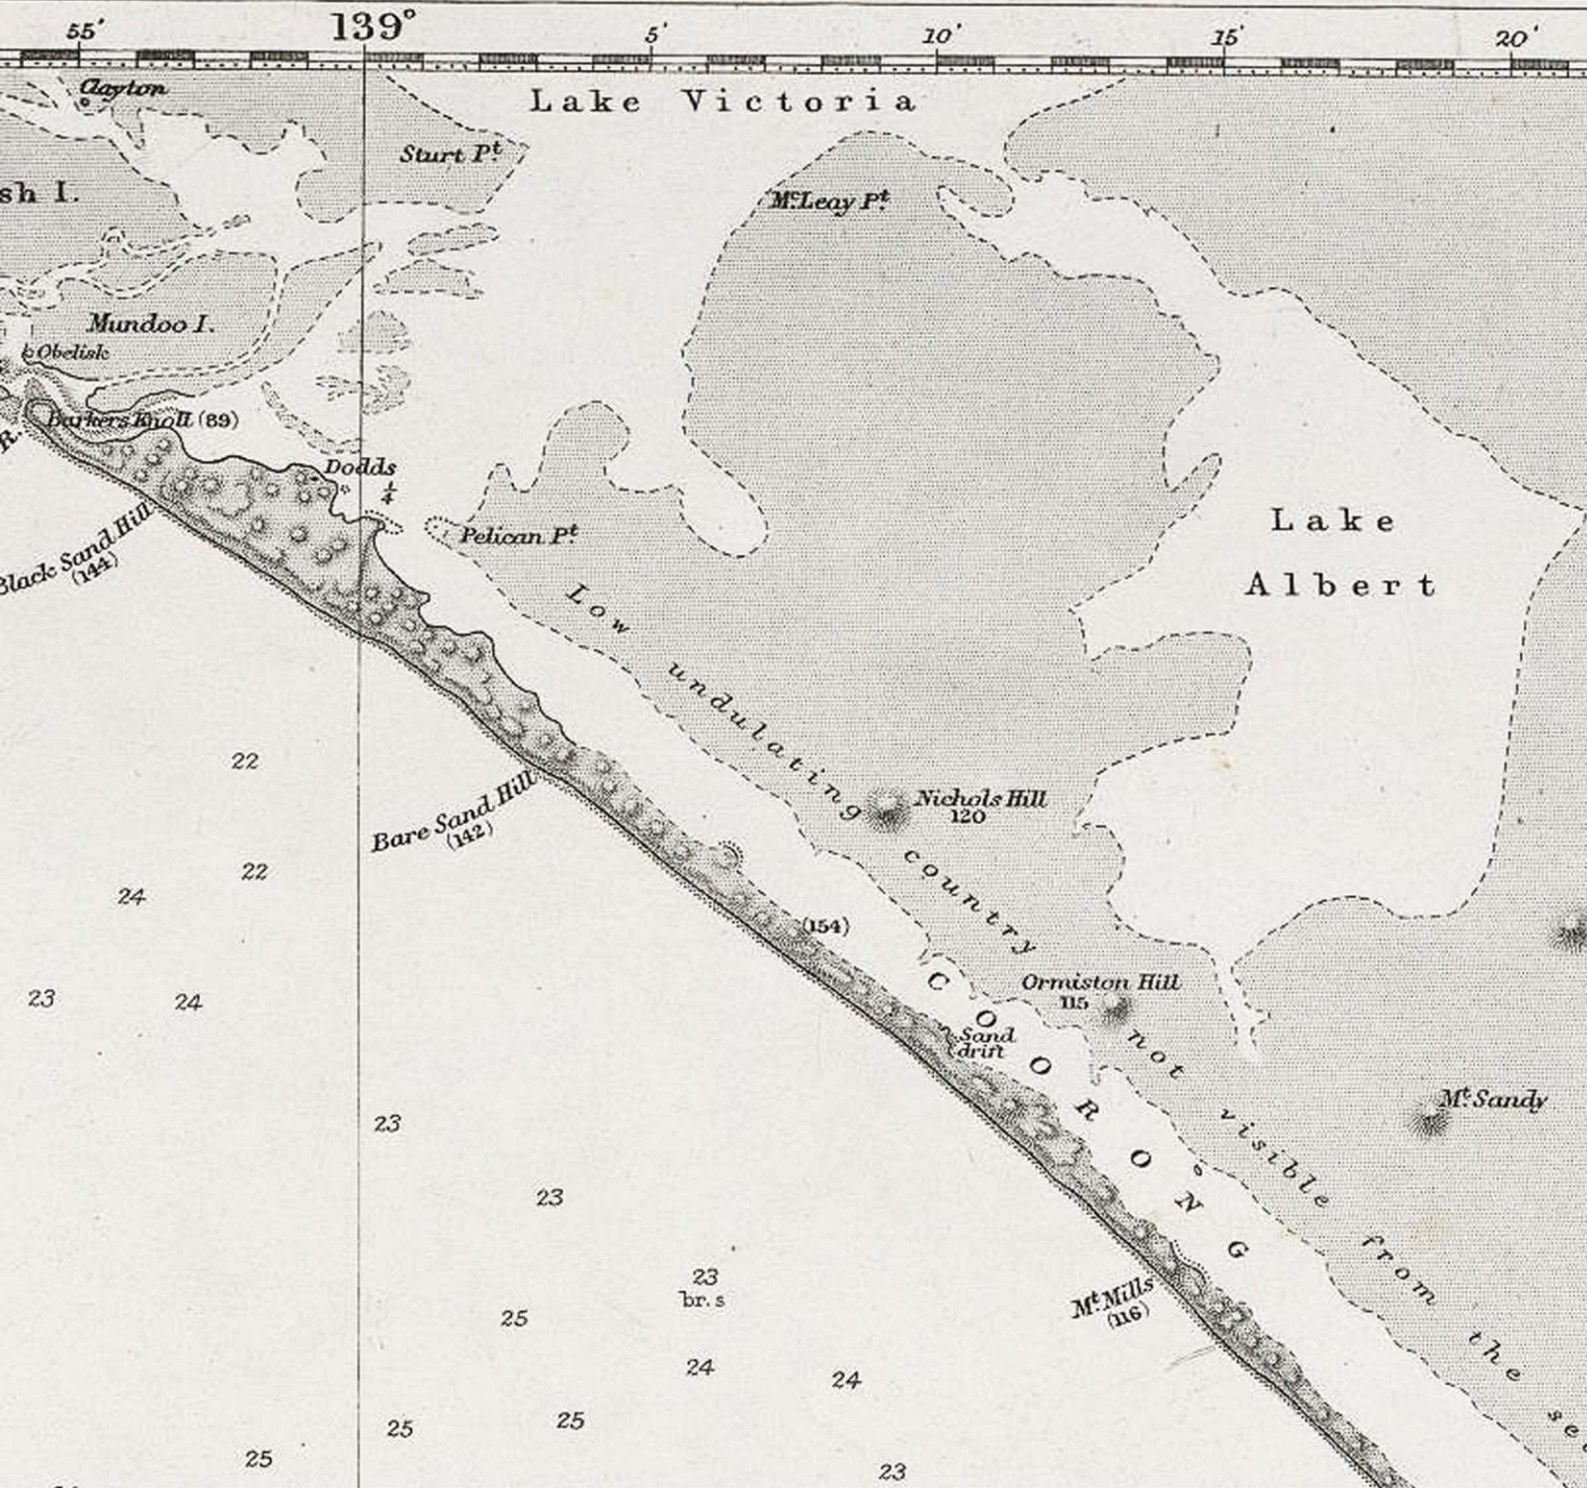 55′ 139° 5′ 10′ 15′ 20′
Clayton
Lake Victoria
Sturt Pt.
sh I.
McLeay Pt.
Mundoo I.
Obelisk
Barkers Knoll (89)
R.
Dodds
1/4
Pelican Pt.
Black Sand Hill
(144)
Lake
Albert
Low undulating country not visible from the sea
22
Bare Sand Hill
(142)
Nichols Hill
120
22
24
(154)
23
24
Ormiston Hill
115
COORONG
Sand
drift
Mt. Sandy
23
23
Mt. Mills
(116)
23
br. s
25
24
24
25
25
25
23